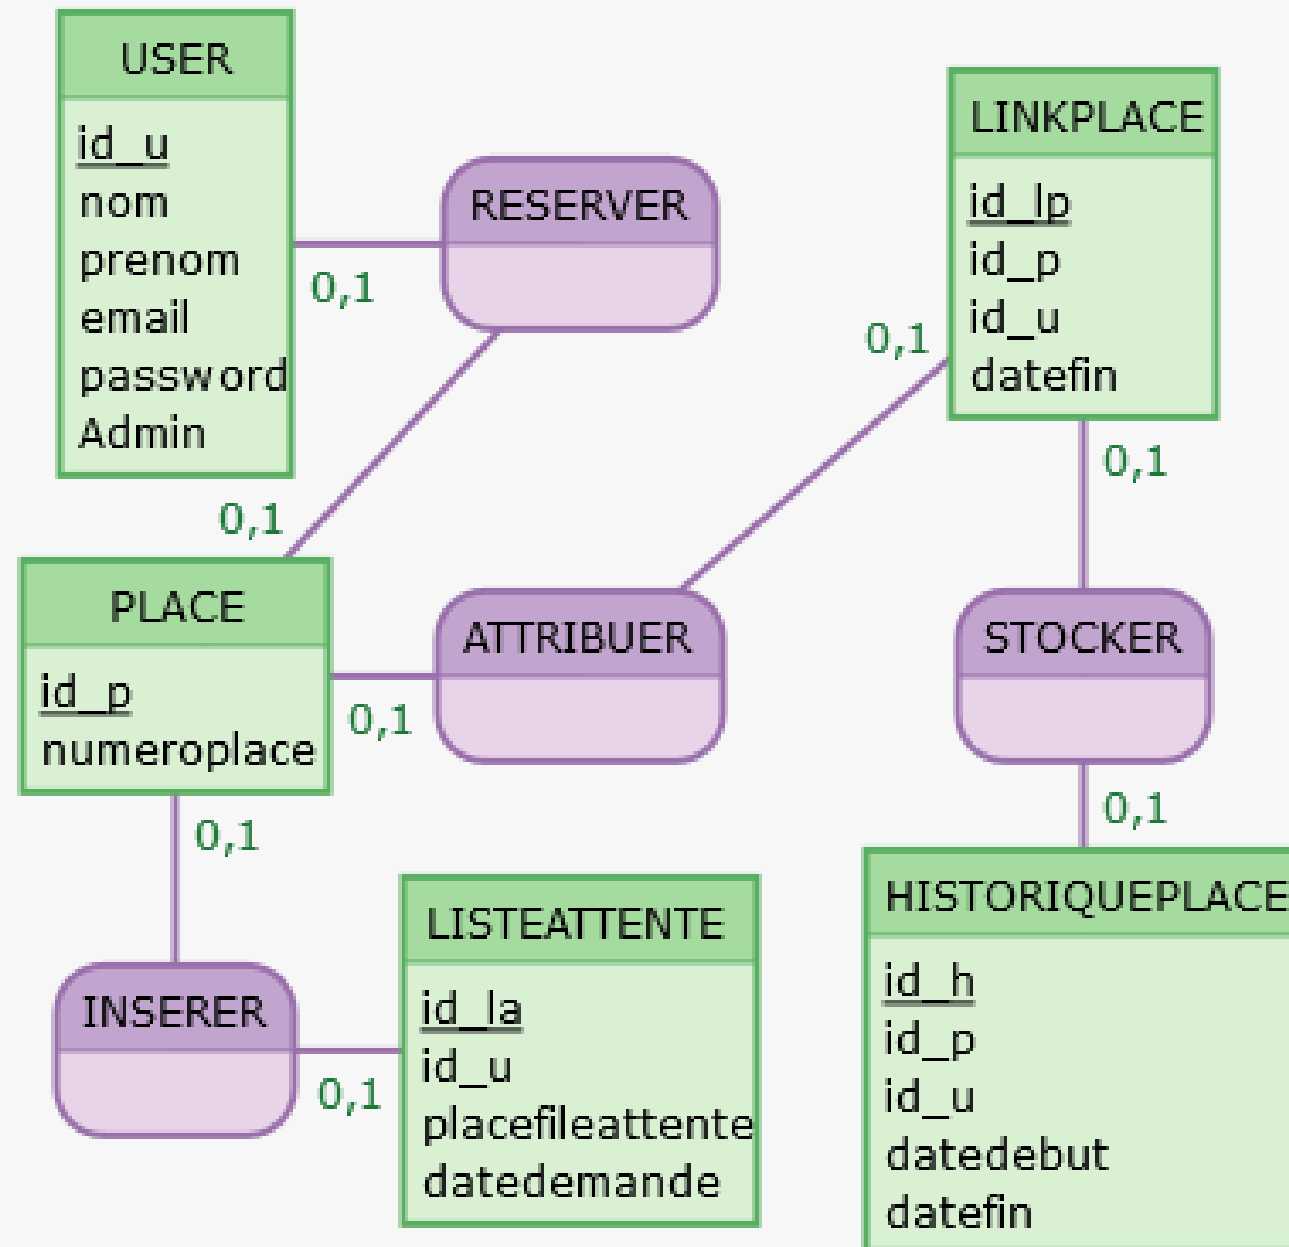 USER
id_u
nom
prenom
email
password
Admin
RESERVER
0,1
0,1
LINKPLACE
id_lp
id_p
id_u
datefin
0,1
0,1
PLACE
id_p
numeroplace
ATTRIBUER
0,1
STOCKER
0,1
0,1
INSERER
0,1
LISTEATTENTE
id_la
id_u
placefileattente
datedemande
HISTORIQUEPLACE
id_h
id_p
id_u
datedebut
datefin